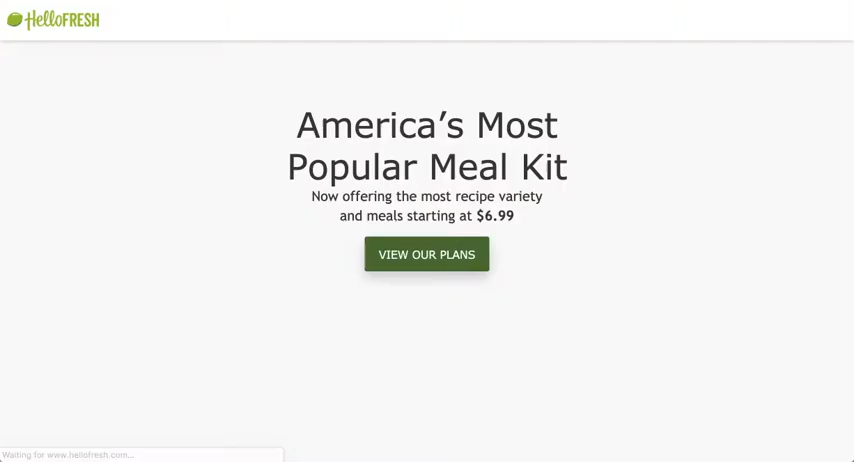 HelloFRESH
America’s Most
Popular Meal Kit
Now offering the most recipe variety
and meals starting at $6.99
VIEW OUR PLANS
Waiting for www.hellofresh.com...